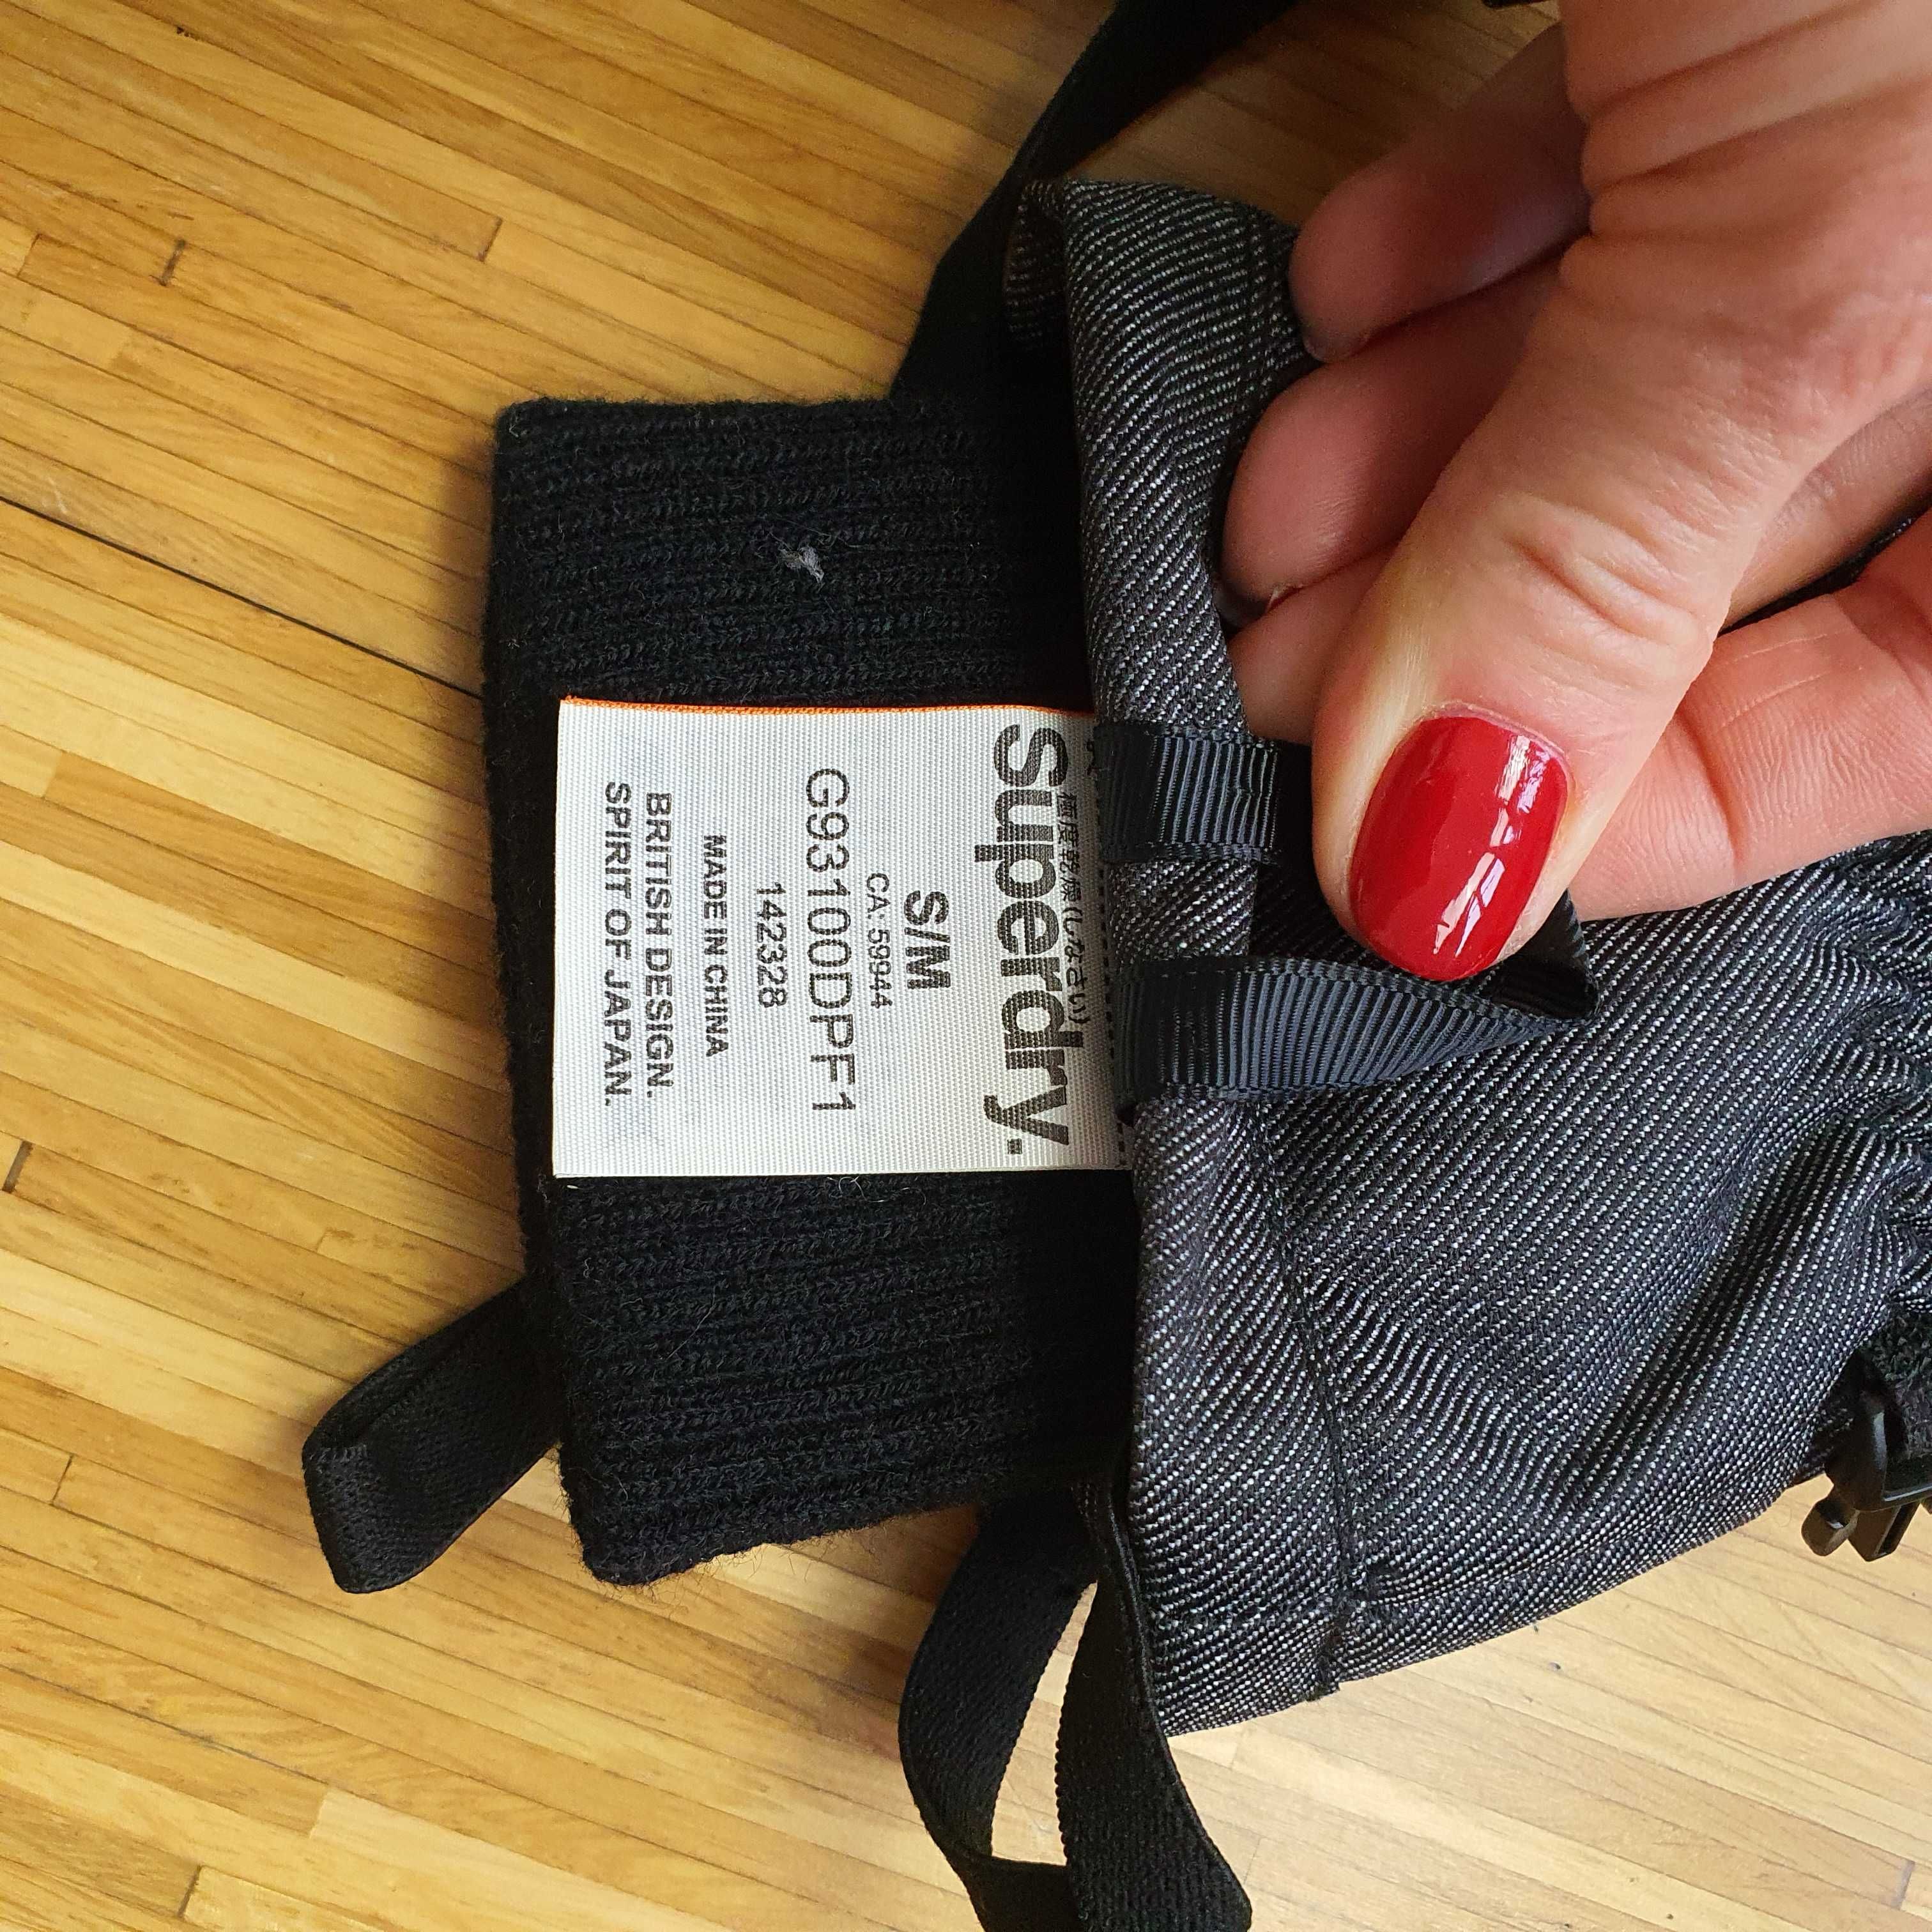 Superdry.
S/M
CA: 59944
G93100DPF1
142328
MADE IN CHINA
BRITISH DESIGN.
SPIRIT OF JAPAN.